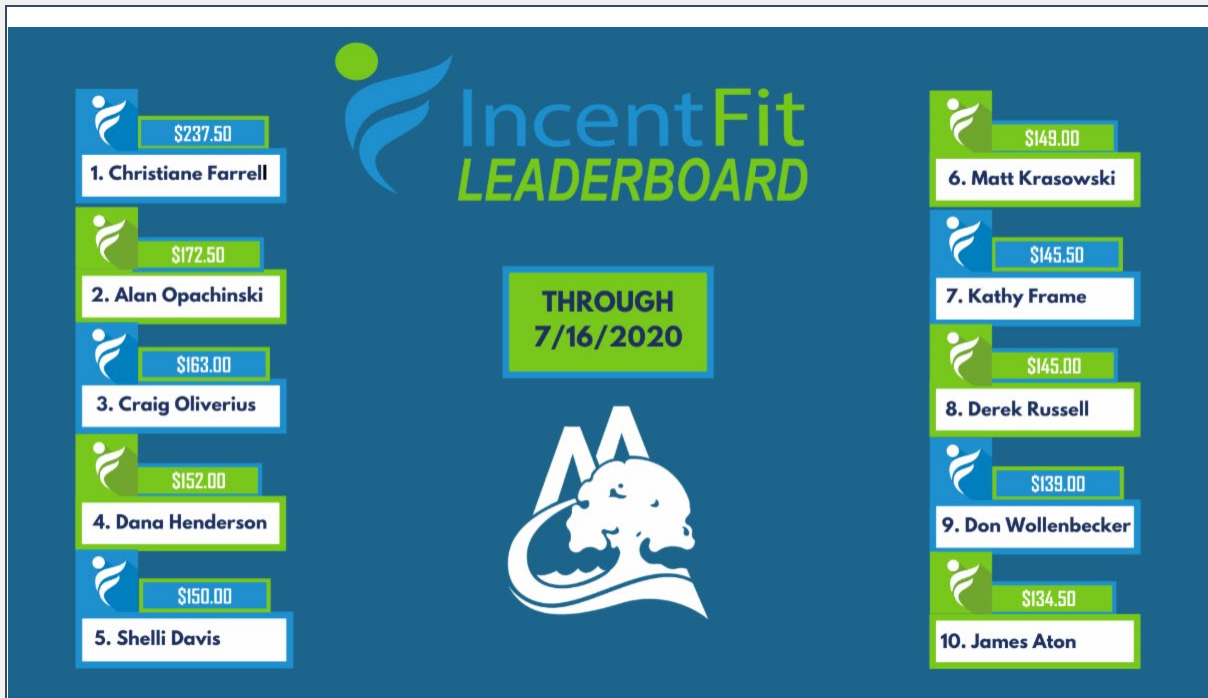 IncentFit
LEADERBOARD
THROUGH
7/16/2020
$237.50
1. Christiane Farrell
$172.50
2. Alan Opachinski
$163.00
3. Craig Oliverius
$152.00
4. Dana Henderson
$150.00
5. Shelli Davis
$149.00
6. Matt Krasowski
$145.50
7. Kathy Frame
$145.00
8. Derek Russell
$139.00
9. Don Wollenbecker
$134.50
10. James Aton